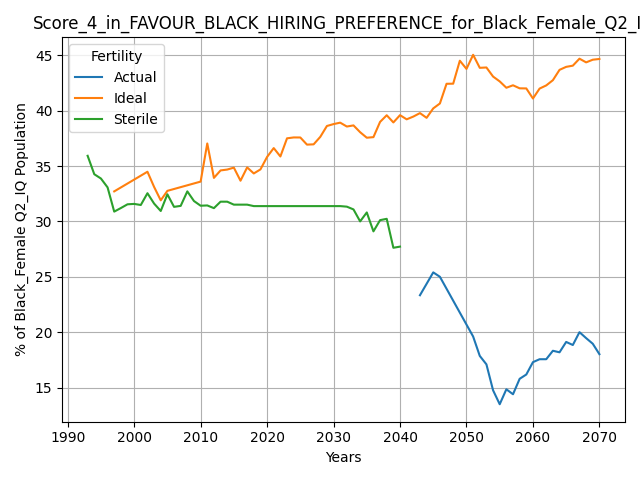 Score_4_in_FAVOUR_BLACK_HIRING_PREFERENCE_for_Black_Female_Q2_I
Fertility
Actual
Ideal
Sterile
% of Black_Female Q2_IQ Population
45
40
35
30
25
20
15
1990 2000 2010 2020 2030 2040 2050 2060 2070
Years